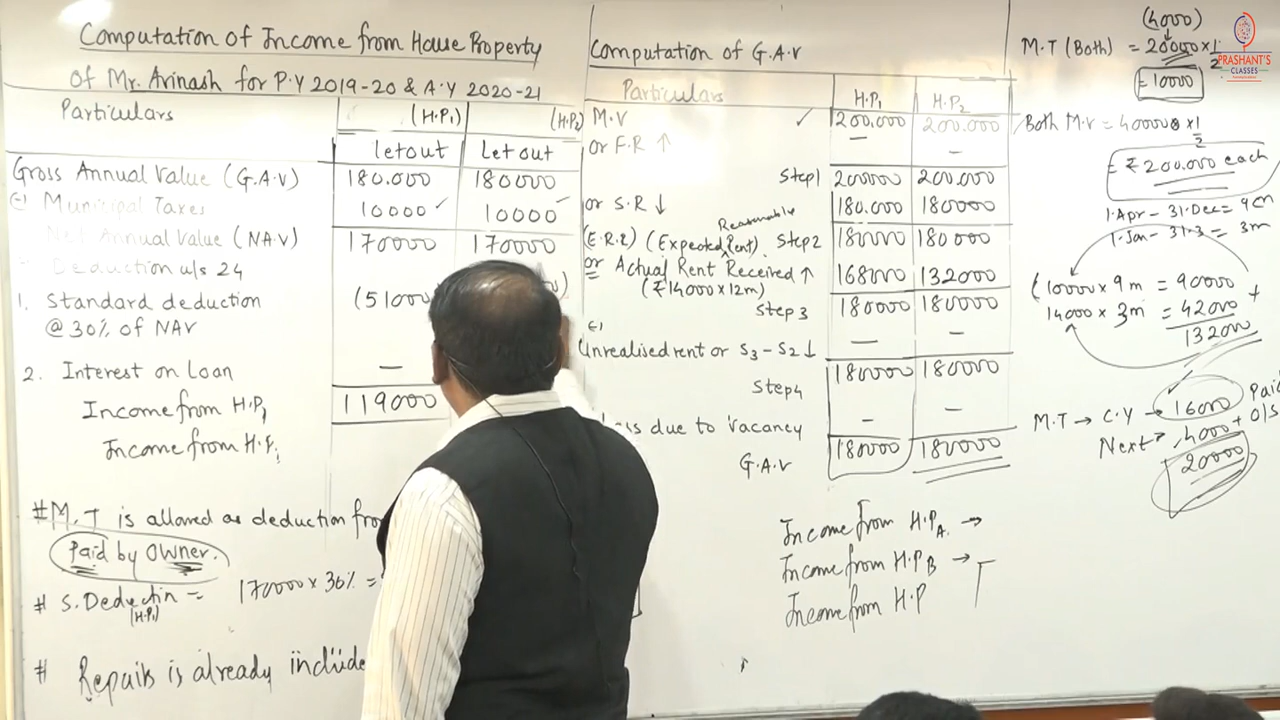 Computation of Income from House Property
of Mr. Avinash for P.Y 2019-20 & A.Y 2020-21
Particulars (H.P1) (H.P2)
Letout Let out
Gross Annual Value (G.A.V) 180.000 180000
(-) Municipal Taxes 10000 ✓ 10000 ✓
Net Annual Value (NA.V) 170000 170000
Deduction u/s 24
1. Standard deduction (51000
@ 30% of NAV
2. Interest on Loan —
Income from H.P1 119000
Income from H.P
# M.T is allowed as deduction
Paid by Owner.
# S. Deductin = 170000 x 30% =
(H.P1)
# Repairs is already include
Computation of G.A.V
Particulars H.P1 H.P2
M.V ✓ 200.000 200.000
or F.R ↑ — —
Step1 200000 200.000
or S.R ↓ 180.000 180000
Reasonable
(E.R.R) (Expected Rent). Step2 180000 180000
or Actual Rent Received ↑ 168000 132000
(₹14000 x 12m)
Step3 180000 180000
(-)
Unrealised rent or S3 - S2 ↓ — —
Step4 180000 180000
due to vacancy — —
G.A.V 180000 180000
Income from H.PA →
Income from H.PB →
Income from H.P
(4000)
M.T (Both) = 20000 x 1/2
= 10000
Both M.V = 400000 x 1/2
= ₹ 200.000 each
1.Apr - 31.Dec = 9m
1.Jan - 31.3 = 3m
(10000 x 9m = 90000
14000 x 3m = 42000 +
132000
M.T → C.Y → 16000 Paid
Next → 4000 + O/S
20000
PRASHANT'S
CLASSES